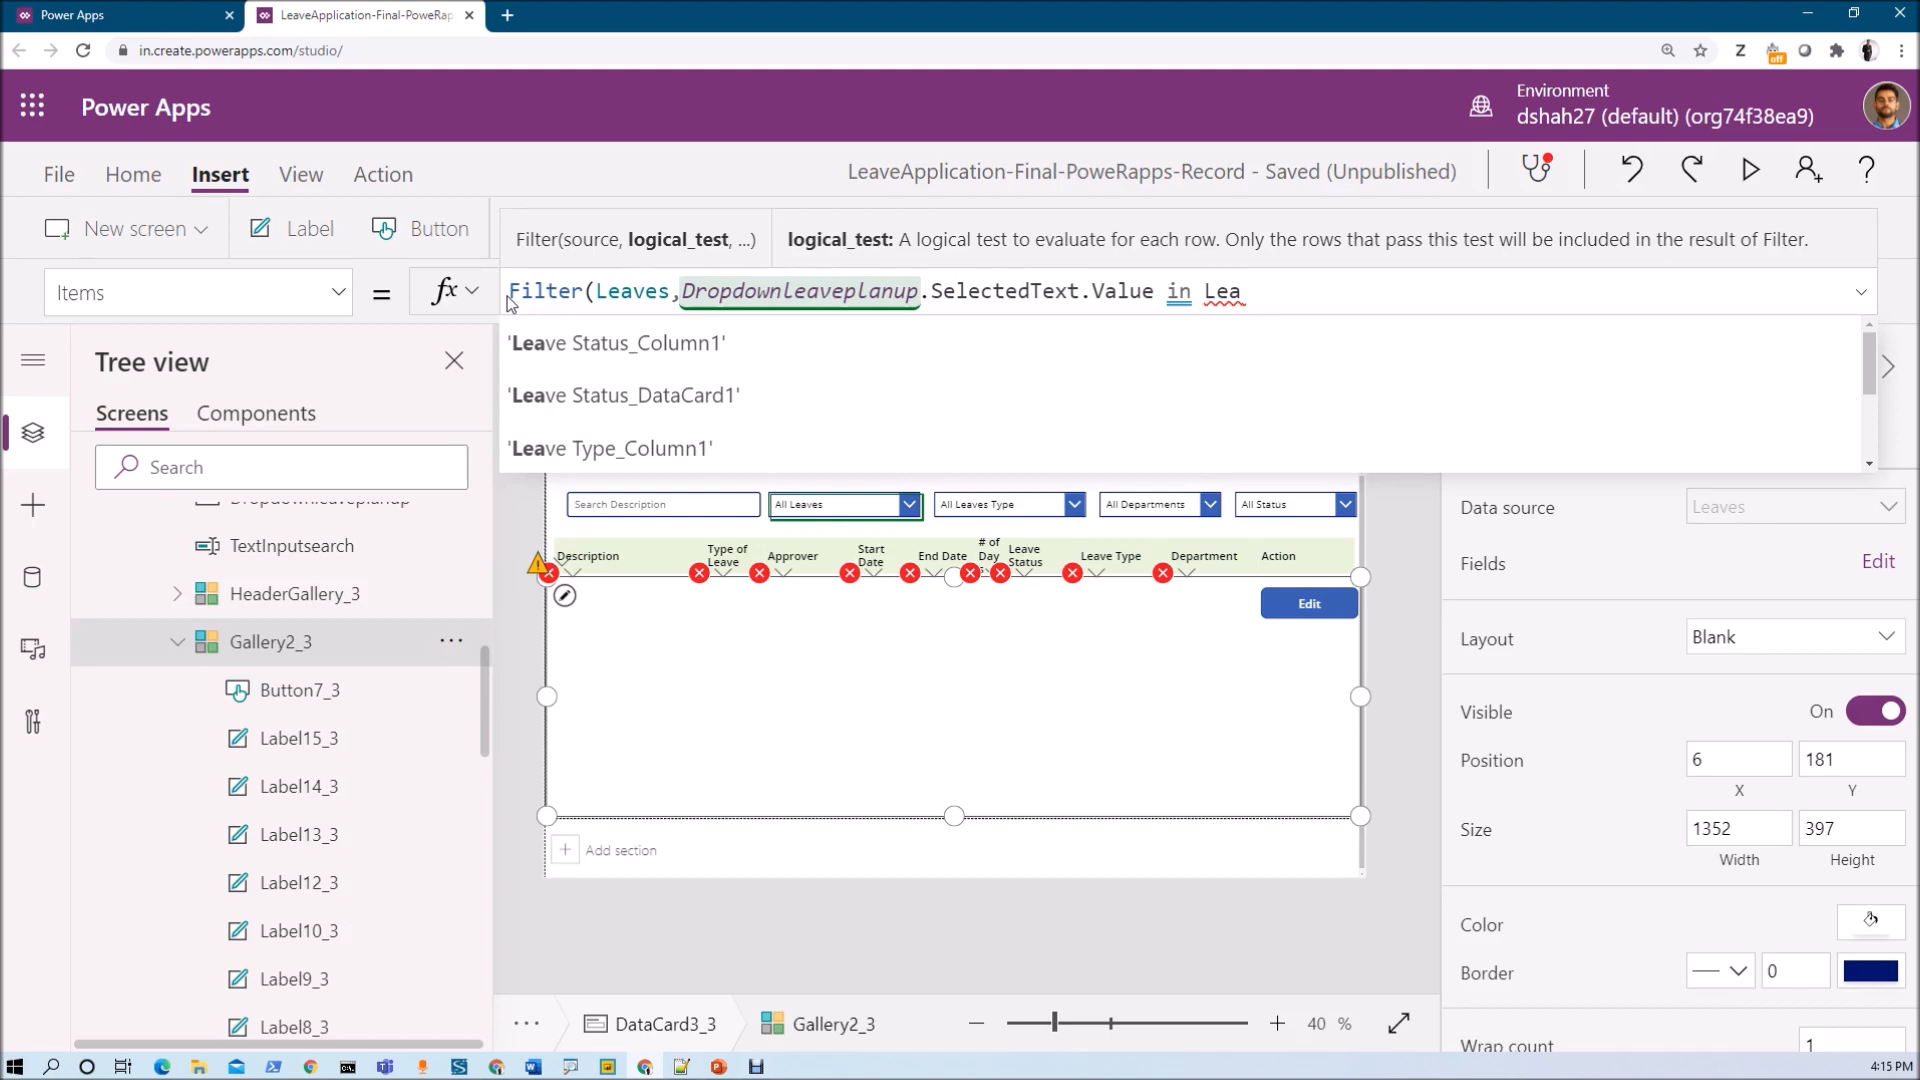 Power Apps
LeaveApplication-Final-PoweRap
in.create.powerapps.com/studio/
Z
off
Power Apps
Environment
dshah27 (default) (org74f38ea9)
File Home Insert View Action
LeaveApplication-Final-PoweRapps-Record - Saved (Unpublished)
New screen Label Button
Filter(source, logical_test, ...)
logical_test: A logical test to evaluate for each row. Only the rows that pass this test will be included in the result of Filter.
Items = fx Filter(Leaves,Dropdownleaveplanup.SelectedText.Value in Lea
'Leave Status_Column1'
'Leave Status_DataCard1'
'Leave Type_Column1'
Tree view
Screens Components
Search
Dropdownleaveplanup
TextInputsearch
HeaderGallery_3
Gallery2_3
Button7_3
Label15_3
Label14_3
Label13_3
Label12_3
Label10_3
Label9_3
Label8_3
Search Description All Leaves All Leaves Type All Departments All Status
Description Type of Leave Approver Start Date End Date # of Day Leave Status Leave Type Department Action
Edit
Add section
Data source Leaves
Fields Edit
Layout Blank
Visible On
Position 6 181
X Y
Size 1352 397
Width Height
Color
Border 0
Wrap count 1
DataCard3_3 Gallery2_3 40 %
4:15 PM